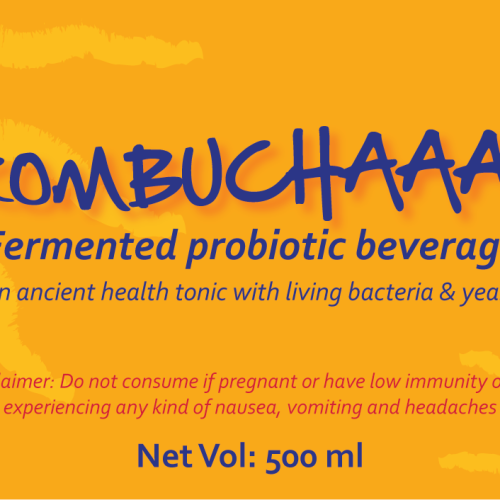 KOMBUCHAAA
Fermented probiotic beverag
n ancient health tonic with living bacteria & yea
laimer: Do not consume if pregnant or have low immunity o
experiencing any kind of nausea, vomiting and headaches
Net Vol: 500 ml